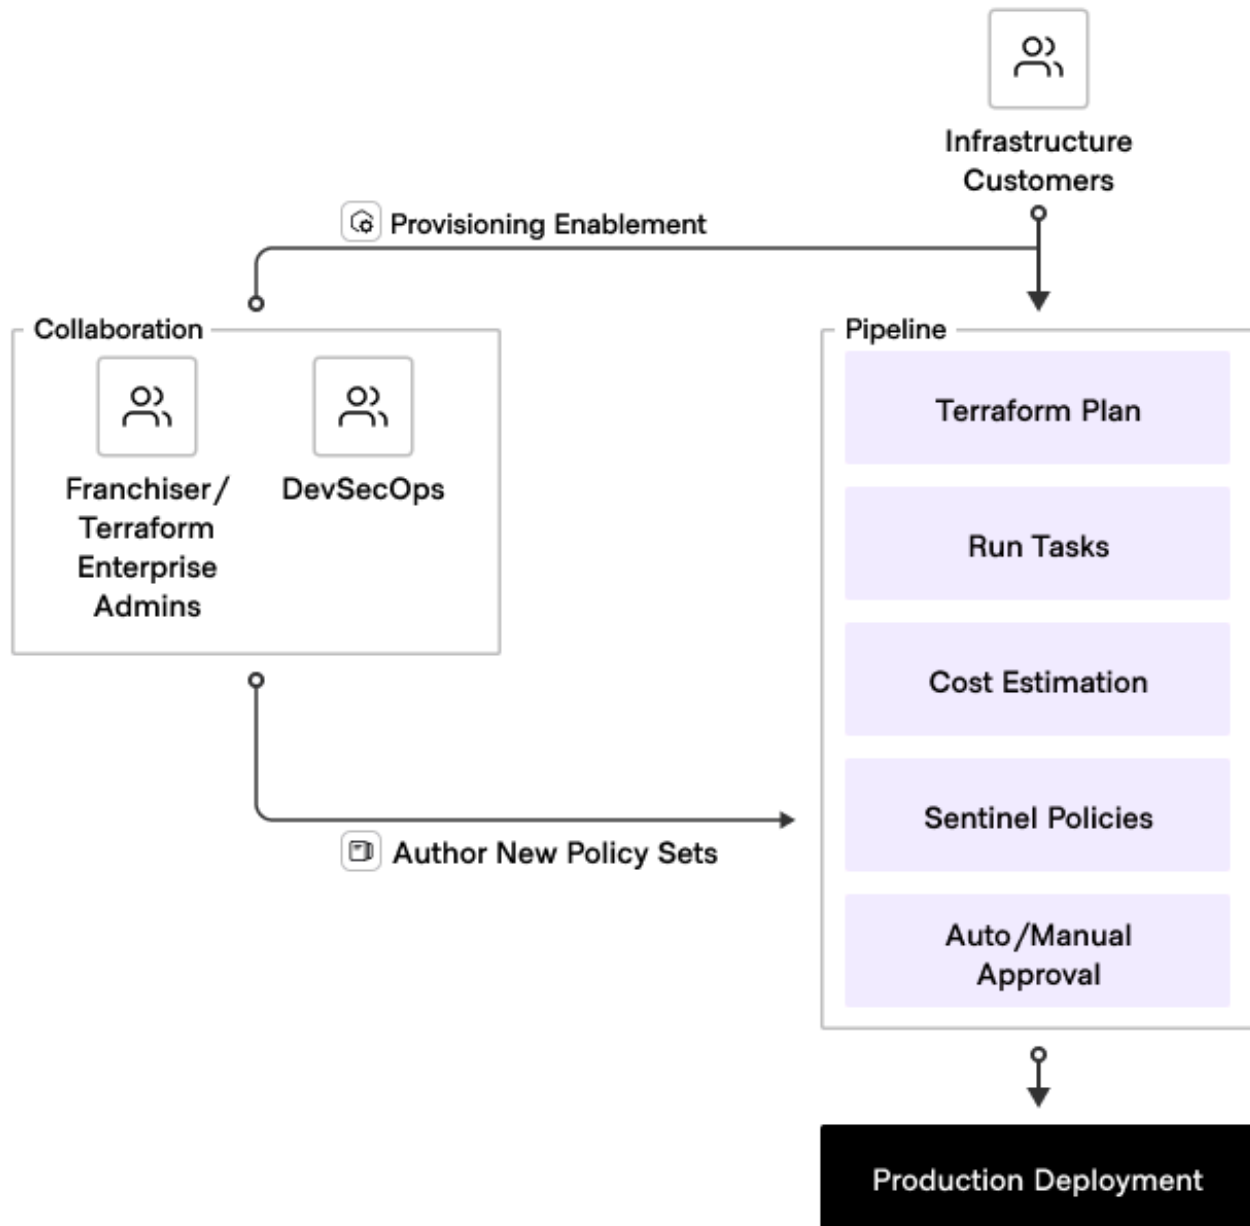 Infrastructure
Customers
Provisioning Enablement
Collaboration
Franchiser/
Terraform
Enterprise
Admins
DevSecOps
Author New Policy Sets
Pipeline
Terraform Plan
Run Tasks
Cost Estimation
Sentinel Policies
Auto/Manual
Approval
Production Deployment